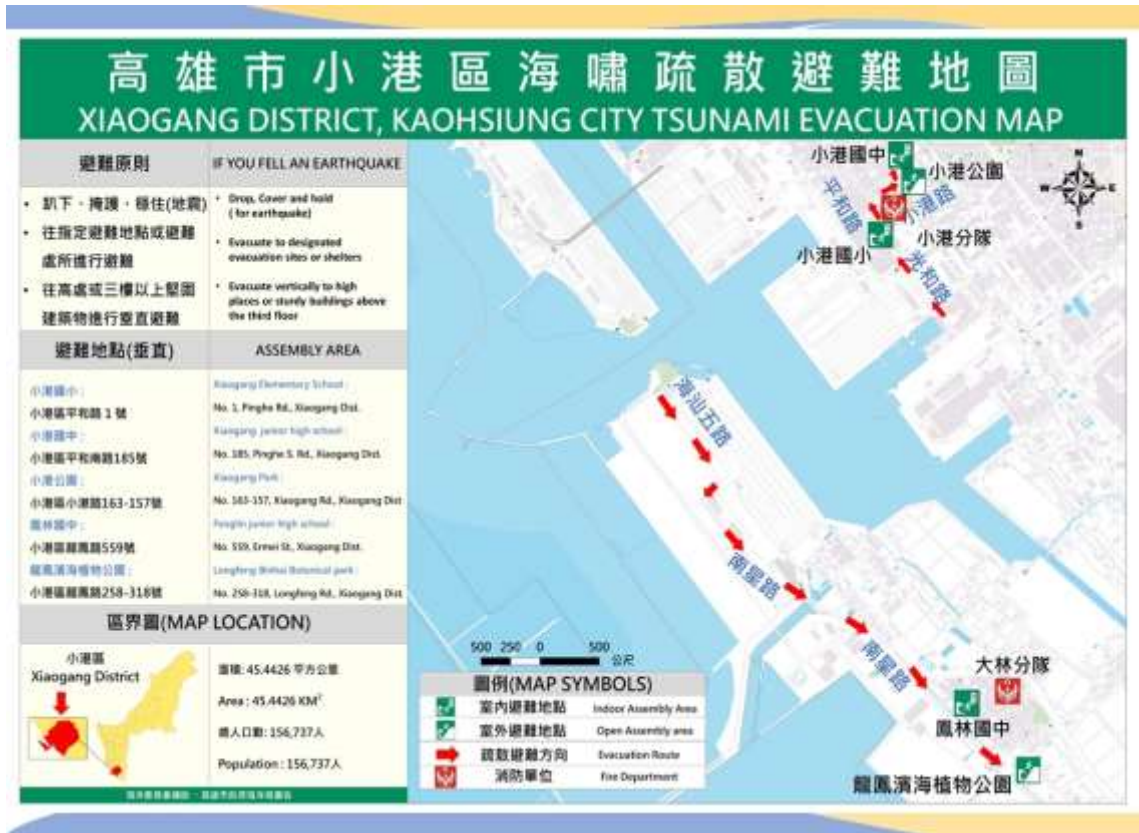 高雄市小港區海嘯疏散避難地圖
XIAOGANG DISTRICT, KAOHSIUNG CITY TSUNAMI EVACUATION MAP
避難原則
IF YOU FELL AN EARTHQUAKE
• 趴下、掩護、穩住(地震)
• 往指定避難地點或避難
處所進行避難
• 往高處或三樓以上堅固
建築物進行垂直避難
• Drop, Cover and hold
( for earthquake)
• Evacuate to designated
evacuation sites or shelters
• Evacuate vertically to high
places or sturdy buildings above
the third floor
避難地點(垂直)
ASSEMBLY AREA
小港國小：
小港區平和路 1 號
小港國中：
小港區平和南路185號
小港公園：
小港區小港路163-157號
鳳林國中：
小港區龍鳳路559號
龍鳳濱海植物公園：
小港區龍鳳路258-318號
Xiaogang Elementary School :
No. 1, Pinghe Rd., Xiaogang Dist.
Xiaogang junior high school :
No. 185, Pinghe S. Rd., Xiaogang Dist.
Xiaogang Park :
No. 163-157, Xiaogang Rd., Xiaogang Dist
Fenglin junior high school :
No. 559, Ermei St., Xiaogang Dist.
Longfeng Binhai Botanical park :
No. 258-318, Longfeng Rd., Xiaogang Dist
區界圖(MAP LOCATION)
小港區
Xiaogang District
面積: 45.4426 平方公里
Area : 45.4426 KM²
總人口數: 156,737人
Population : 156,737人
小港國中
小港公園
平和路
小港路
小港分隊
小港國小
光和路
N
W
E
S
海汕五路
南星路
南星路
大林分隊
鳳林國中
龍鳳濱海植物公園
500 250 0 500
公尺
圖例(MAP SYMBOLS)
室內避難地點 Indoor Assembly Area
室外避難地點 Open Assembly area
疏散避難方向 Evacuation Route
消防單位 Fire Department